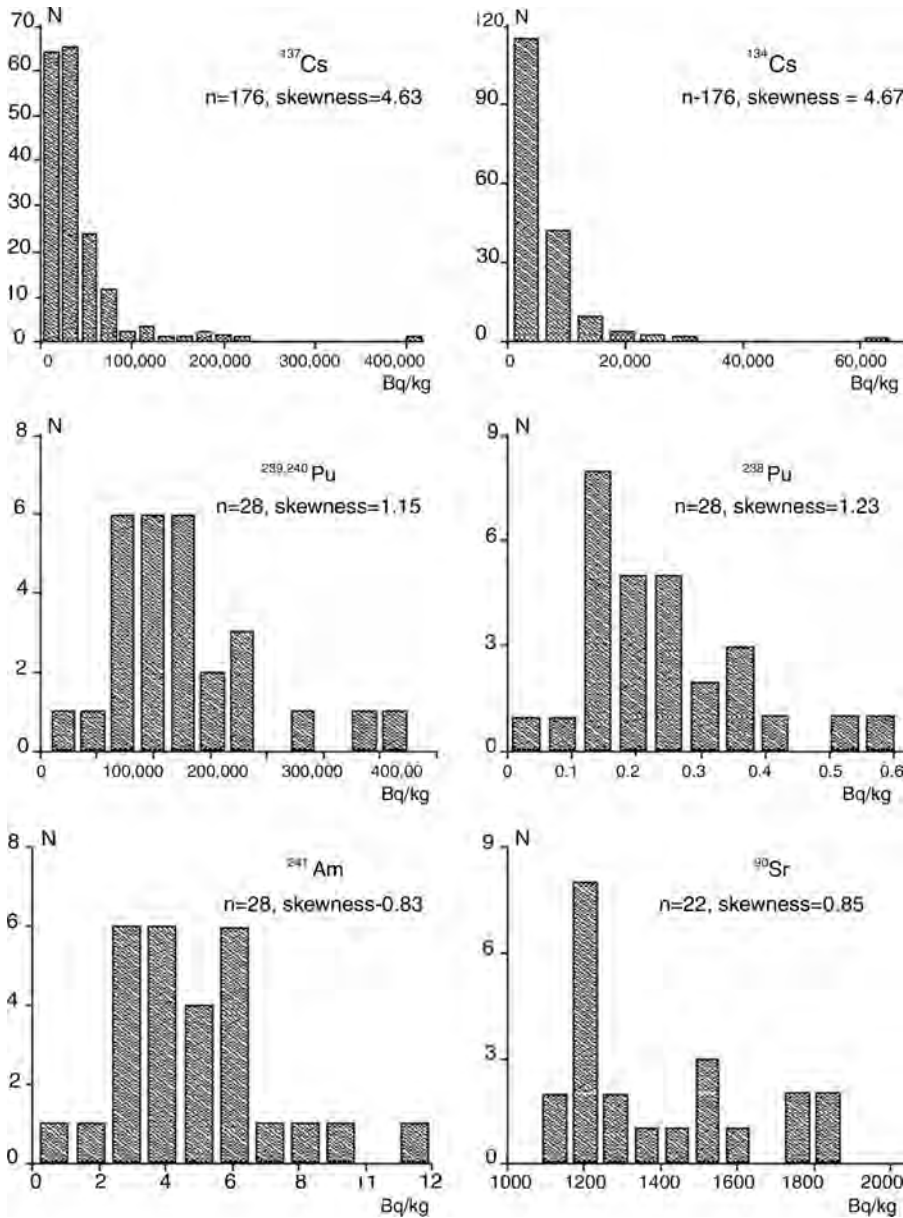 N
70
60
50
40
30
20
10
0
¹³⁷Cs
n=176, skewness=4.63
0 100,000 200,000 300,000 400,000
Bq/kg
N
120
90
60
30
0
¹³⁴Cs
n-176, skewness = 4.67
0 20,000 40,000 60,000
Bq/kg
N
8
6
4
2
0
²³⁹,²⁴⁰Pu
n=28, skewness=1.15
0 100,000 200,000 300,000 400,00
Bq/kg
N
9
6
3
0
²³⁸Pu
n=28, skewness=1.23
0 0.1 0.2 0.3 0.4 0.5 0.6
Bq/kg
N
8
6
4
2
0
²⁴¹Am
n=28, skewness-0.83
0 2 4 6 8 10 12
Bq/kg
N
9
6
3
0
⁹⁰Sr
n=22, skewness=0.85
1000 1200 1400 1600 1800 2000
Bq/kg